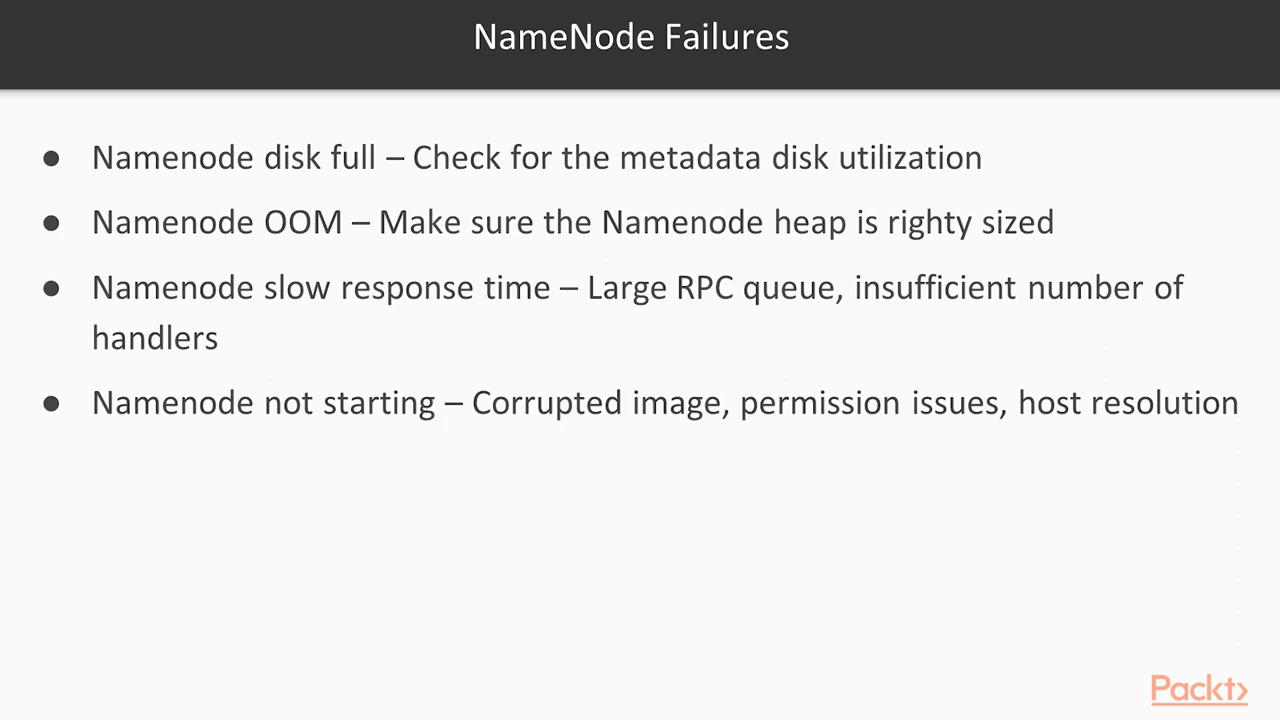 NameNode Failures
● Namenode disk full – Check for the metadata disk utilization
● Namenode OOM – Make sure the Namenode heap is righty sized
● Namenode slow response time – Large RPC queue, insufficient number of
handlers
● Namenode not starting – Corrupted image, permission issues, host resolution
Packt>